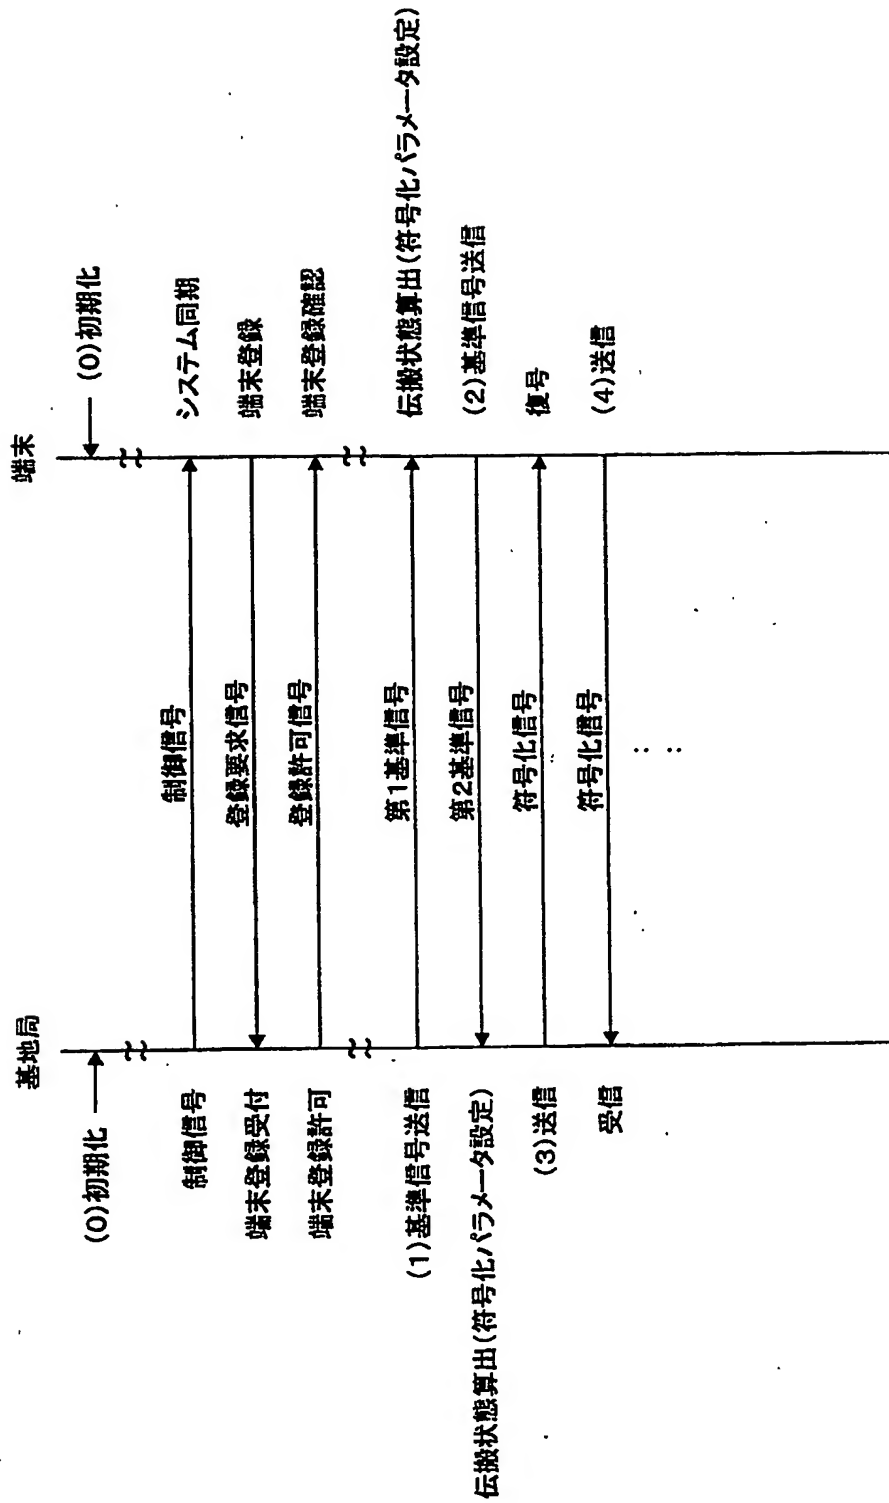 基地局
端末
(0)初期化
(0)初期化
制御信号
制御信号
システム同期
端末登録受付
登録要求信号
端末登録
端末登録許可
登録許可信号
端末登録確認
(1)基準信号送信
第1基準信号
伝搬状態算出(符号化パラメータ設定)
伝搬状態算出(符号化パラメータ設定)
第2基準信号
(2)基準信号送信
(3)送信
符号化信号
復号
受信
符号化信号
(4)送信